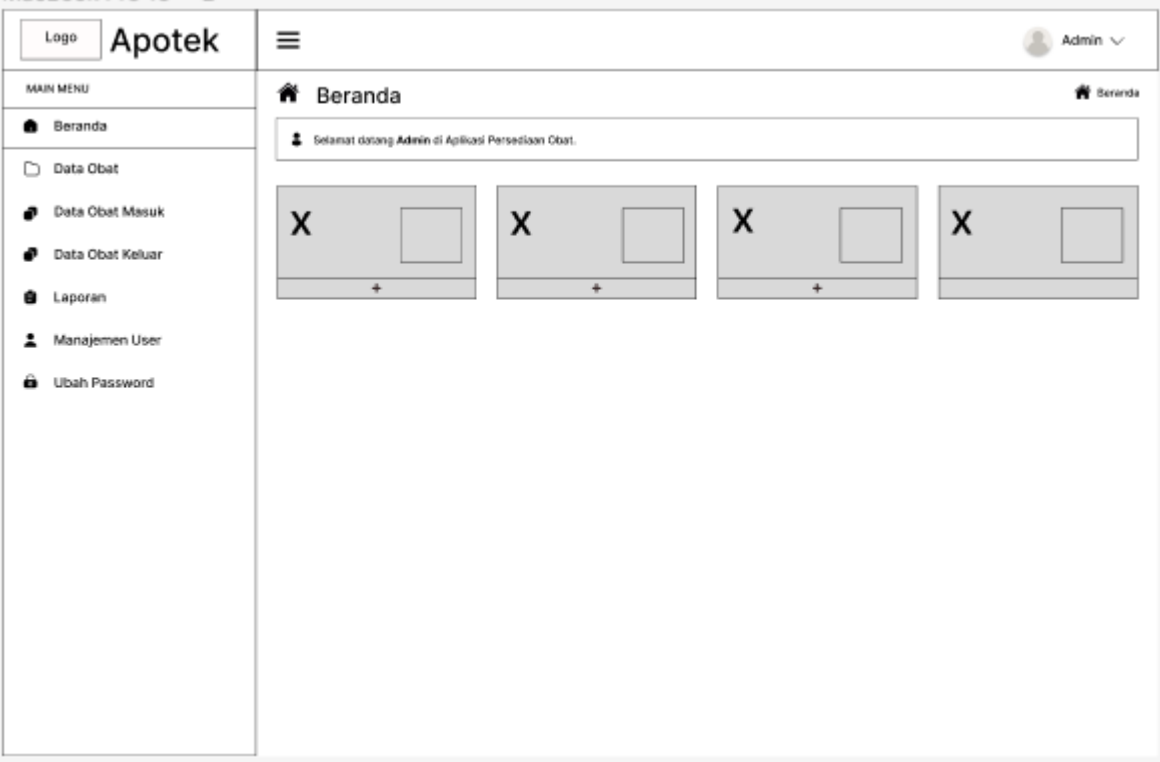 Logo
Apotek
Admin
MAIN MENU
Beranda
Beranda
Beranda
Selamat datang Admin di Aplikasi Persediaan Obat.
Data Obat
Data Obat Masuk
Data Obat Keluar
Laporan
Manajemen User
Ubah Password
X
X
X
X
+
+
+